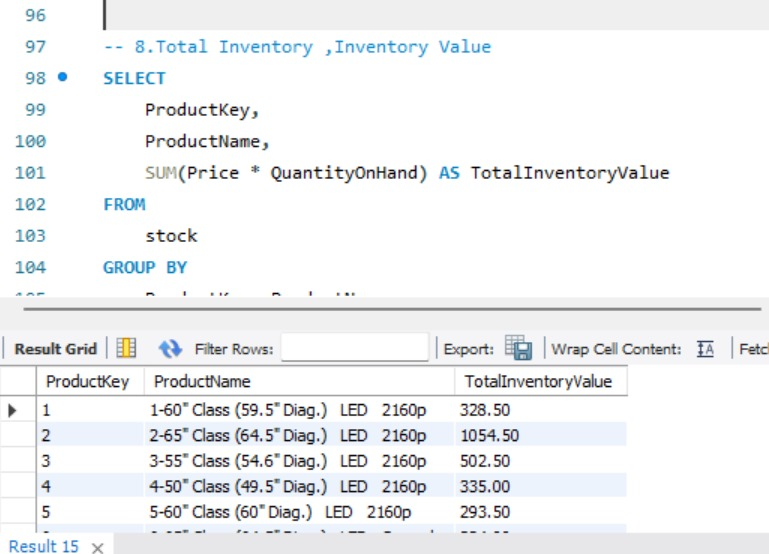 96
97 -- 8.Total Inventory ,Inventory Value
98 SELECT
99 ProductKey,
100 ProductName,
101 SUM(Price * QuantityOnHand) AS TotalInventoryValue
102 FROM
103 stock
104 GROUP BY
Result Grid Filter Rows: Export: Wrap Cell Content: Fetc
ProductKey ProductName TotalInventoryValue
1 1-60" Class (59.5" Diag.) LED 2160p 328.50
2 2-65" Class (64.5" Diag.) LED 2160p 1054.50
3 3-55" Class (54.6" Diag.) LED 2160p 502.50
4 4-50" Class (49.5" Diag.) LED 2160p 335.00
5 5-60" Class (60" Diag.) LED 2160p 293.50
Result 15